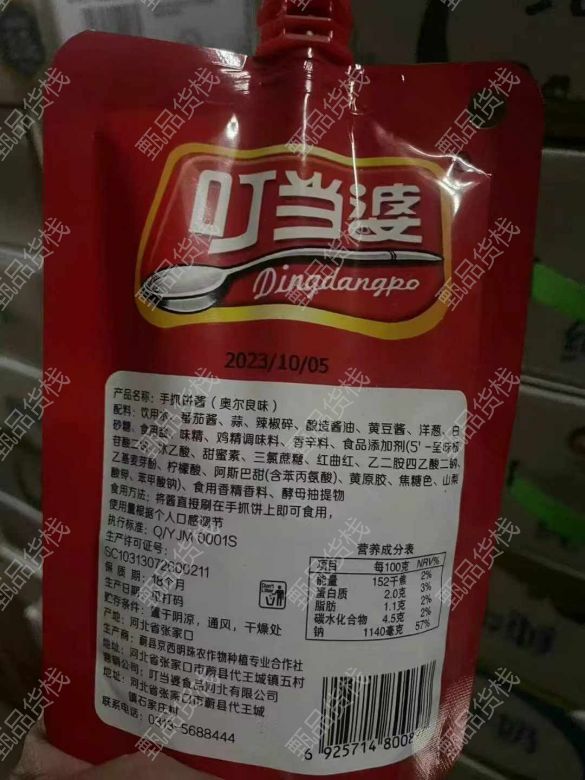 叮当婆
Dingdangpo
2023/10/05
产品名称：手抓饼酱（奥尔良味）
配料：饮用水、番茄酱、蒜、辣椒碎、酿造酱油、黄豆酱、洋葱、白
砂糖、食用盐、味精、鸡精调味料、香辛料、食品添加剂(5'-呈味核
苷酸二钠、冰乙酸、甜蜜素、三氯蔗糖、红曲红、乙二胺四乙酸二钠、
乙基麦芽酚、柠檬酸、阿斯巴甜(含苯丙氨酸)、黄原胶、焦糖色、山梨
酸钾、苯甲酸钠)、食用香精香料、酵母抽提物
食用方法：将酱直接刷在手抓饼上即可食用，
使用量根据个人口感调节
执行标准：Q/YJM 0001S
生产许可证号：
SC10313072600211
保 质 期：18个月
生产日期：见打码
贮存条件：置于阴凉，通风，干燥处
产地：河北省张家口
生产商：蔚县京西明珠农作物种植专业合作社
地址：河北省张家口市蔚县代王城镇五村
营销公司：叮当婆食品河北有限公司
地址：河北省张家口市蔚县代王城
镇石家庄村
联系电话：0313-5688444
营养成分表
项目 每100克 NRV%
能量 152千焦 2%
蛋白质 2.0克 3%
脂肪 1.1克 2%
碳水化合物 4.5克 2%
钠 1140毫克 57%
6 925714 8008
甄品货栈